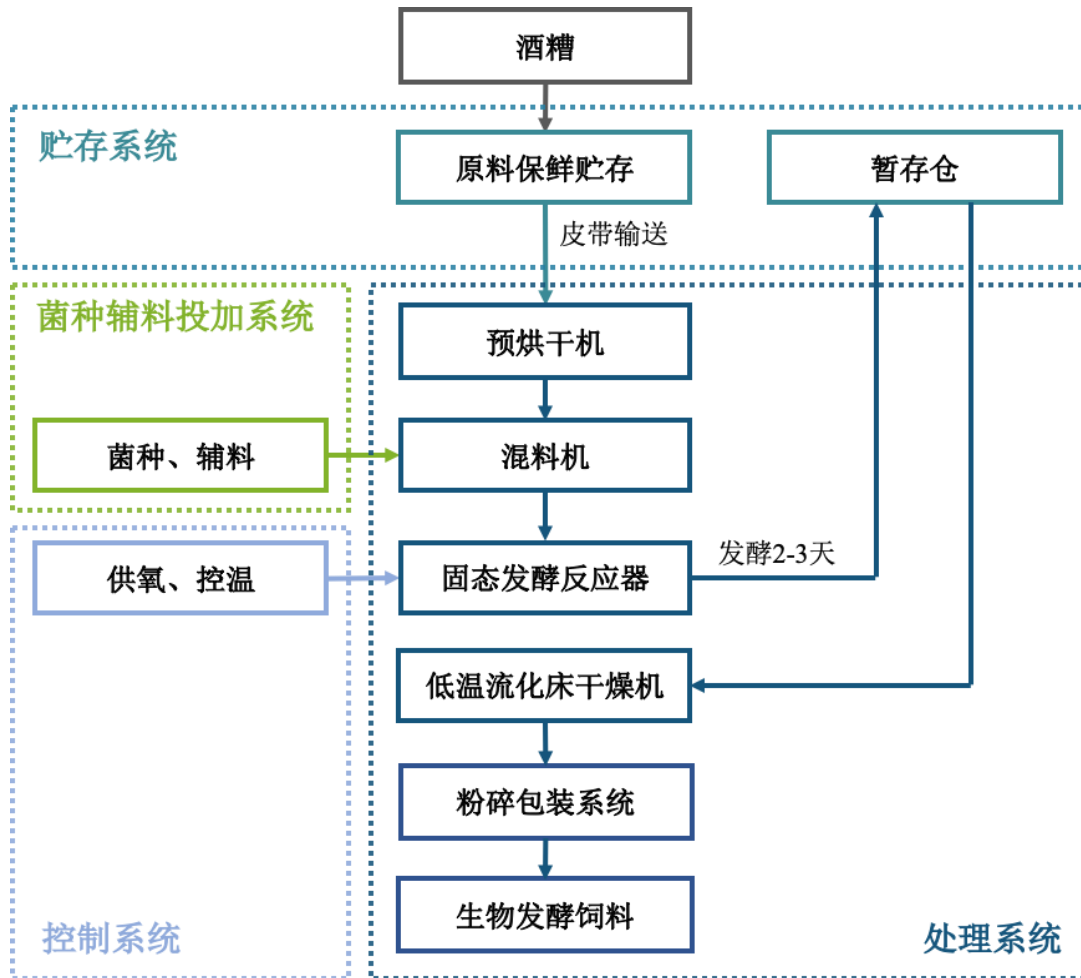 酒糟
贮存系统
原料保鲜贮存
暂存仓
皮带输送
菌种辅料投加系统
预烘干机
菌种、辅料
混料机
供氧、控温
固态发酵反应器
发酵2-3天
低温流化床干燥机
粉碎包装系统
生物发酵饲料
控制系统
处理系统